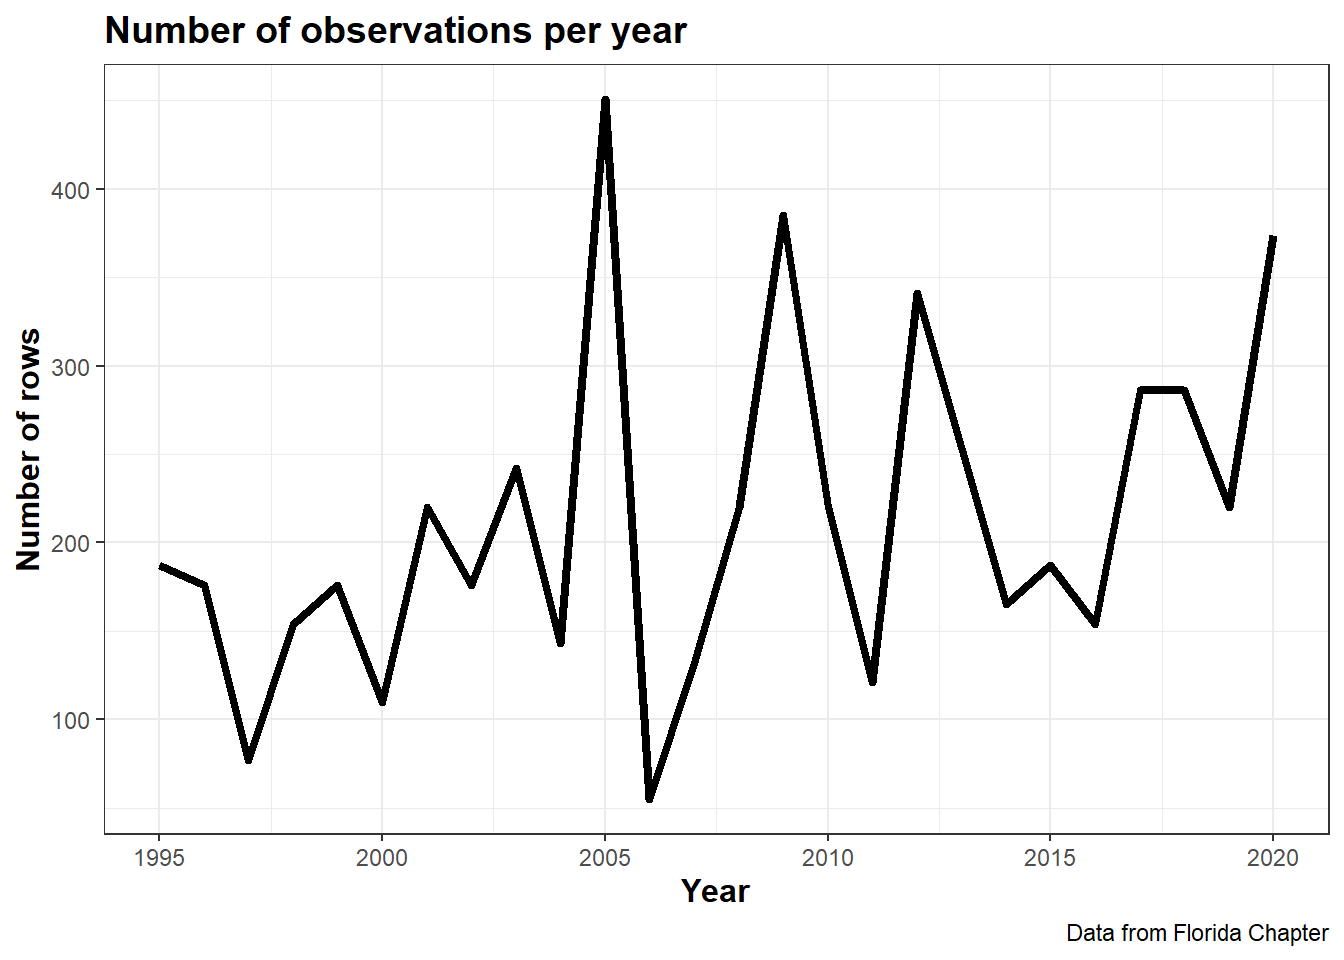 Number of observations per year
Number of rows
400
300
200
100
1995 2000 2005 2010 2015 2020
Year
Data from Florida Chapter